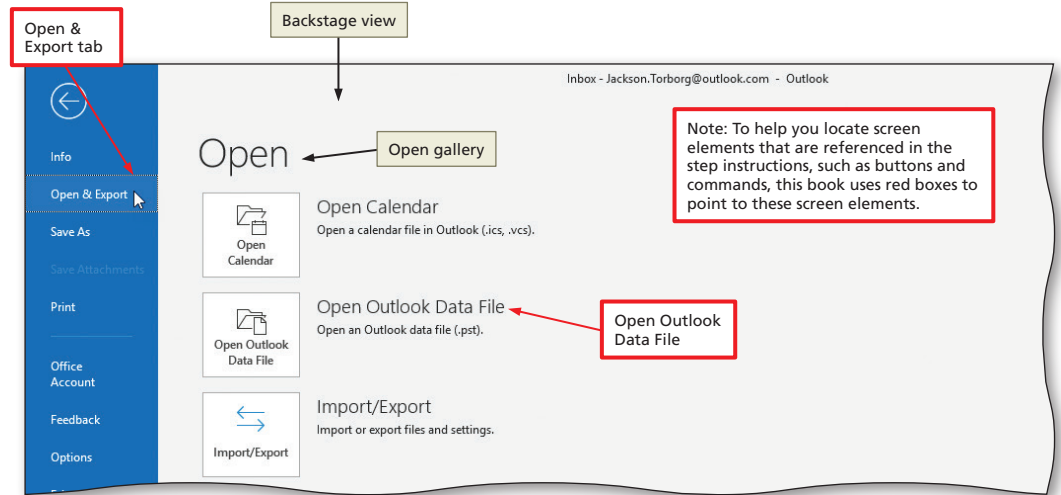 Open &
Export tab
Backstage view
Inbox - Jackson.Torborg@outlook.com - Outlook
Note: To help you locate screen
elements that are referenced in the
step instructions, such as buttons and
commands, this book uses red boxes to
point to these screen elements.
Info
Open & Export
Save As
Save Attachments
Print
Office
Account
Feedback
Options
Open
Open gallery
Open
Calendar
Open Calendar
Open a calendar file in Outlook (.ics, .vcs).
Open Outlook
Data File
Open Outlook Data File
Open an Outlook data file (.pst).
Open Outlook
Data File
Import/Export
Import/Export
Import or export files and settings.